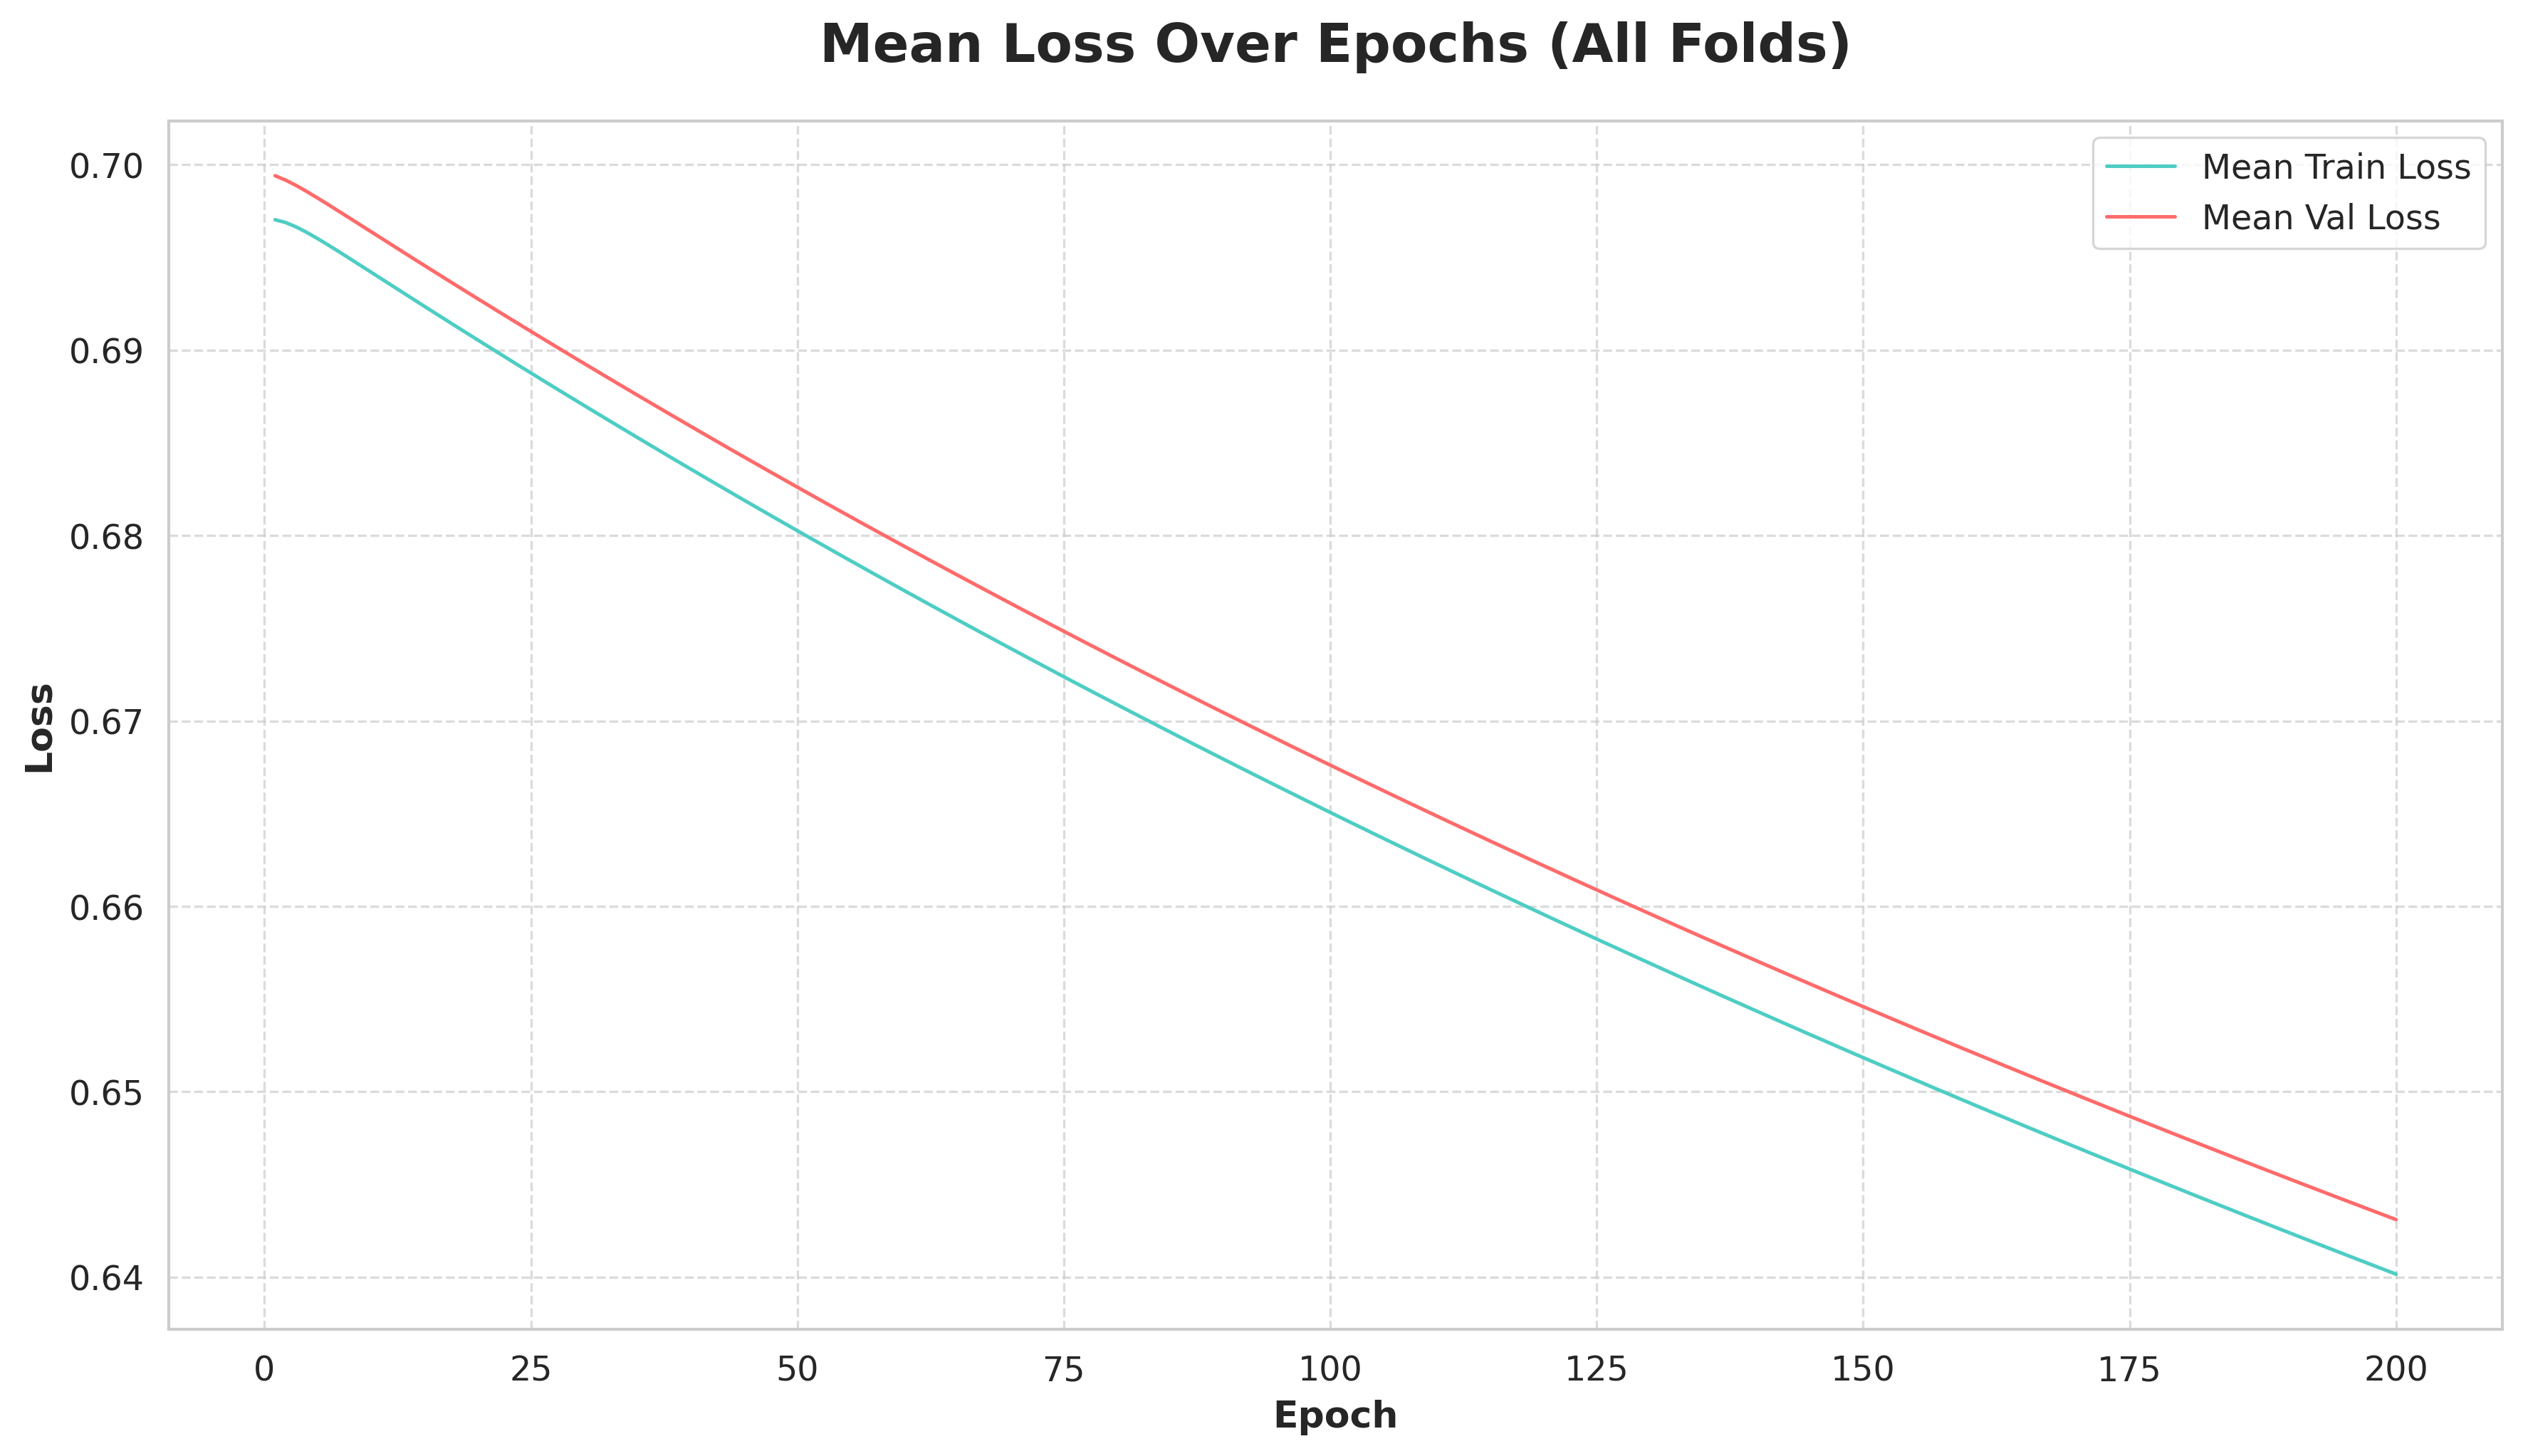 Mean Loss Over Epochs (All Folds)
Mean Train Loss
Mean Val Loss
Loss
0.70
0.69
0.68
0.67
0.66
0.65
0.64
0 25 50 75 100 125 150 175 200
Epoch